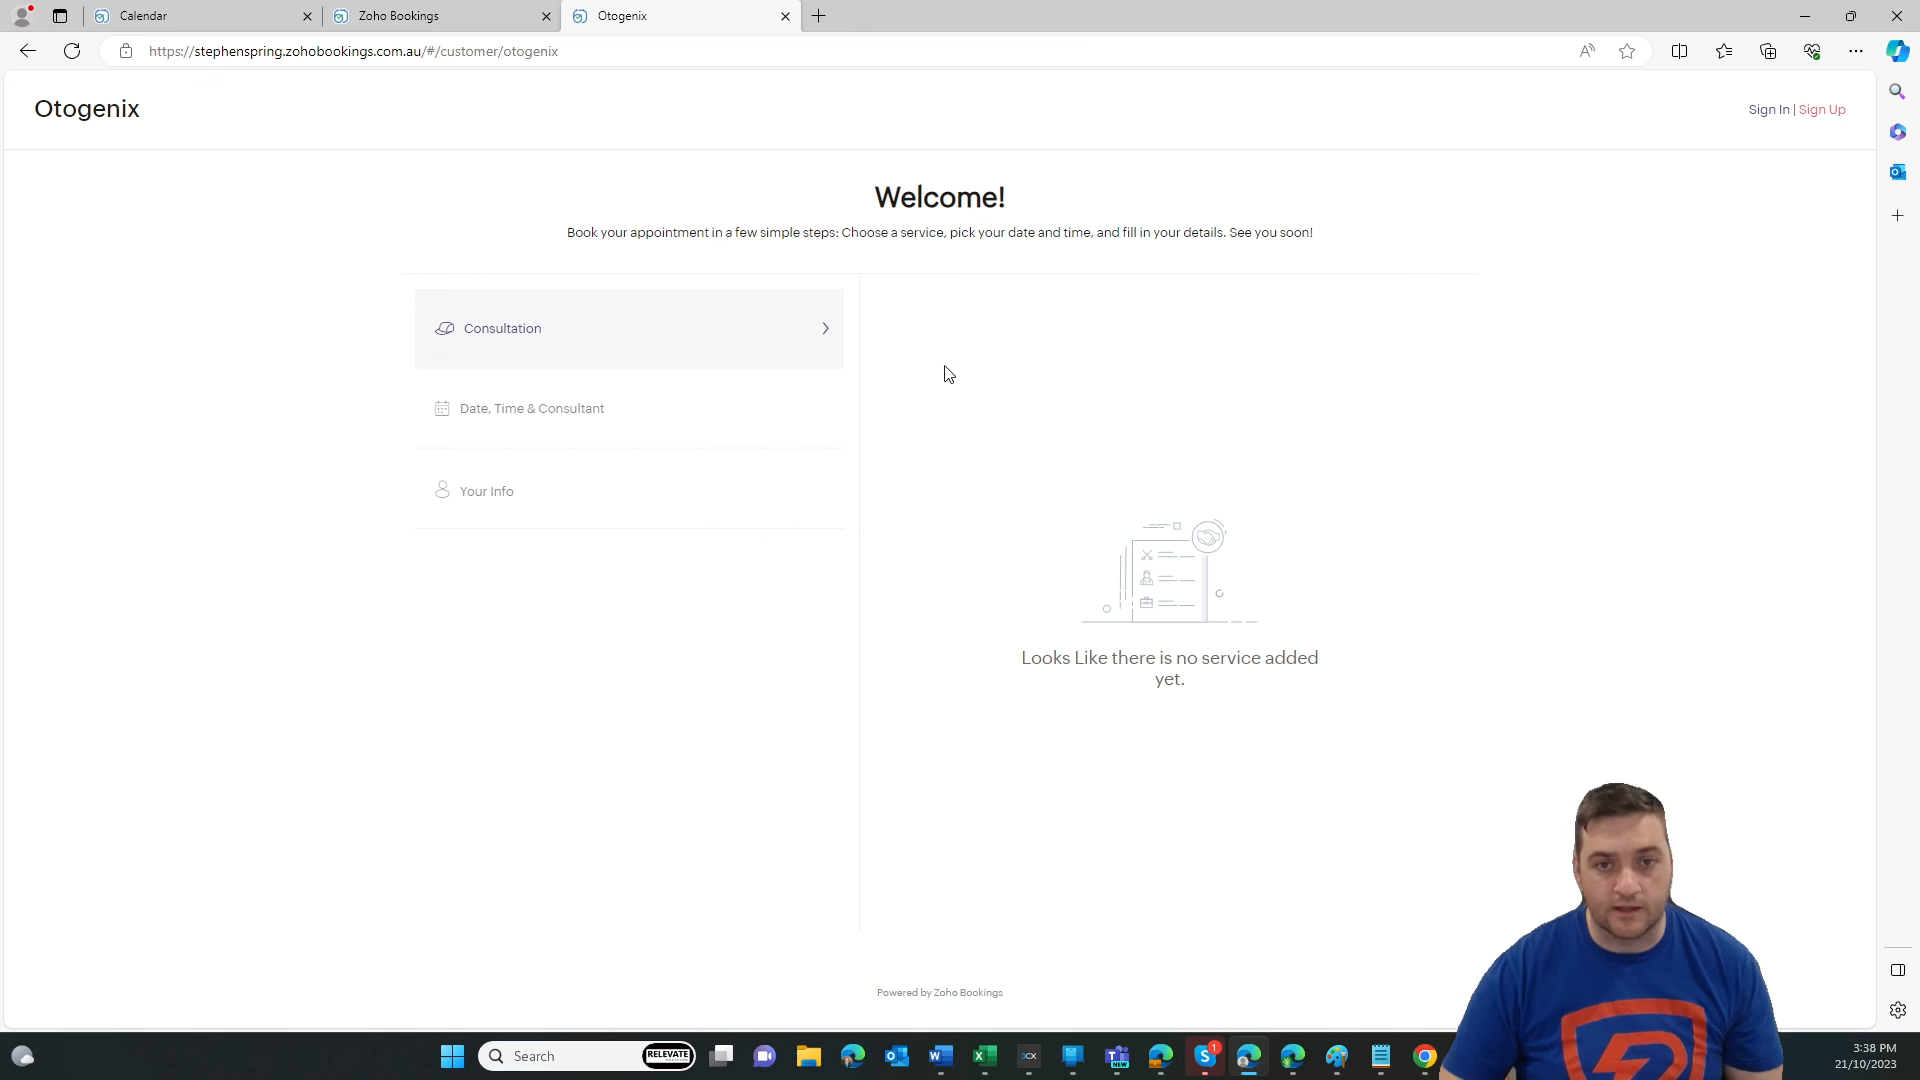 Calendar
Zoho Bookings
Otogenix
https://stephenspring.zohobookings.com.au/#/customer/otogenix
Otogenix
Sign In | Sign Up
Welcome!
Book your appointment in a few simple steps: Choose a service, pick your date and time, and fill in your details. See you soon!
Consultation
Date, Time & Consultant
Your Info
Looks Like there is no service added
yet.
Powered by Zoho Bookings
Search
RELEVATE
3CX
NEW
1
3:38 PM
21/10/2023